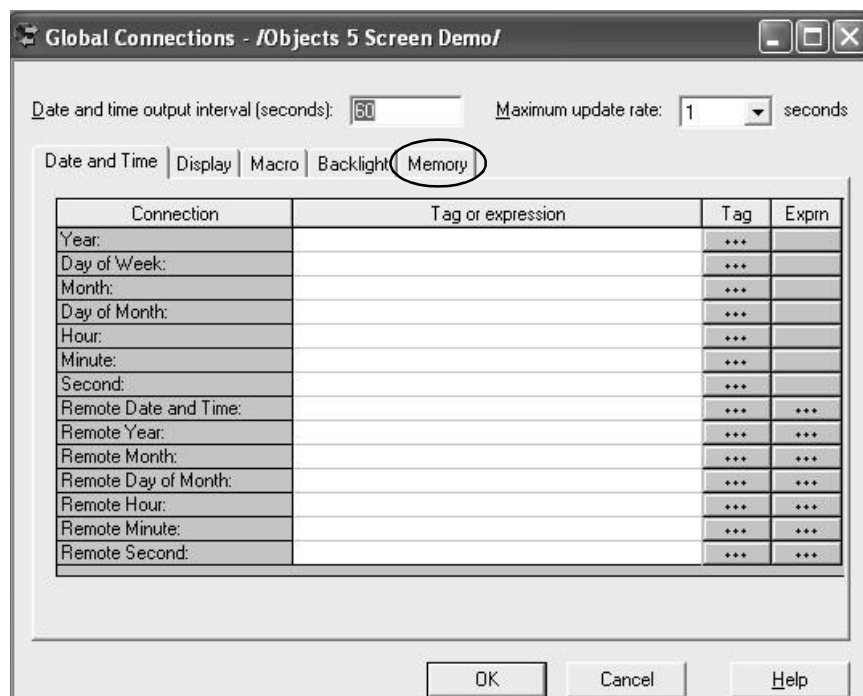 Global Connections - /Objects 5 Screen Demo/
Date and time output interval (seconds): 60 Maximum update rate: 1 seconds
Date and Time Display Macro Backlight Memory
Connection Tag or expression Tag Exprn
Year: ...
Day of Week: ...
Month: ...
Day of Month: ...
Hour: ...
Minute: ...
Second: ...
Remote Date and Time: ... ...
Remote Year: ... ...
Remote Month: ... ...
Remote Day of Month: ... ...
Remote Hour: ... ...
Remote Minute: ... ...
Remote Second: ... ...
OK Cancel Help